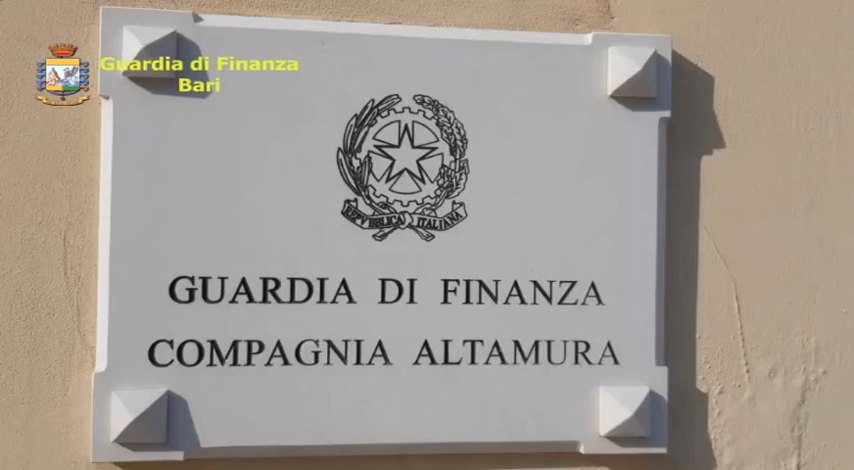 Guardia di Finanza
Bari
REPVBBLICA ITALIANA
GUARDIA DI FINANZA
COMPAGNIA ALTAMURA